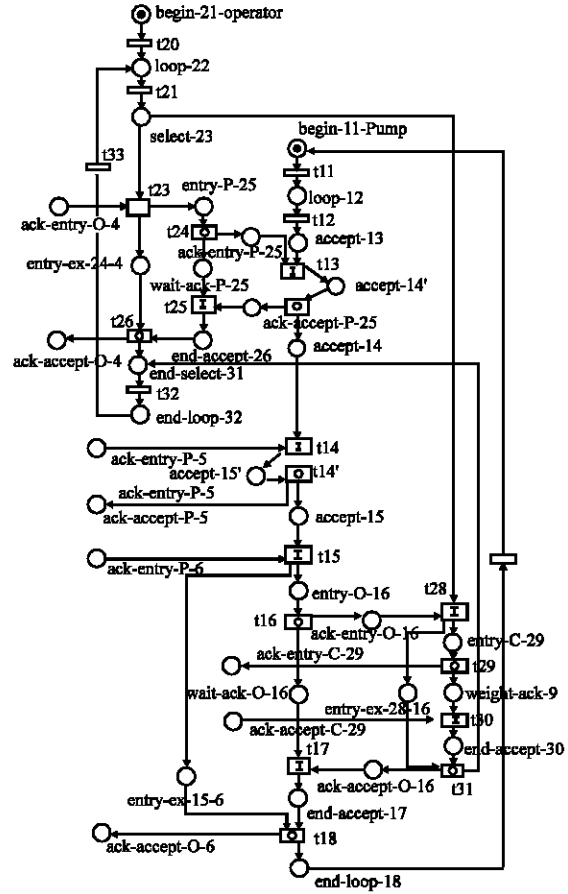 begin-21-operator
t20
loop-22
t21
select-23
begin-11-Pump
t33
t11
t23
entry-P-25
loop-12
t12
ack-entry-O-4
t24
accept-13
ack-entry-P-25
t13
entry-ex-24-4
wait-ack-P-25
accept-14'
t25
ack-accept-P-25
t26
accept-14
ack-accept-O-4
end-accept-26
end-select-31
t32
end-loop-32
t14
ack-entry-P-5
accept-15'
t14'
ack-entry-P-5
ack-accept-P-5
accept-15
t15
ack-entry-P-6
entry-O-16
t28
t16
ack-entry-O-16
entry-C-29
ack-entry-C-29
t29
wait-ack-O-16
weight-ack-9
entry-ex-28-16
t30
ack-accept-C-29
end-accept-30
t17
ack-accept-O-16
t31
entry-ex-15-6
end-accept-17
t18
ack-accept-O-6
end-loop-18